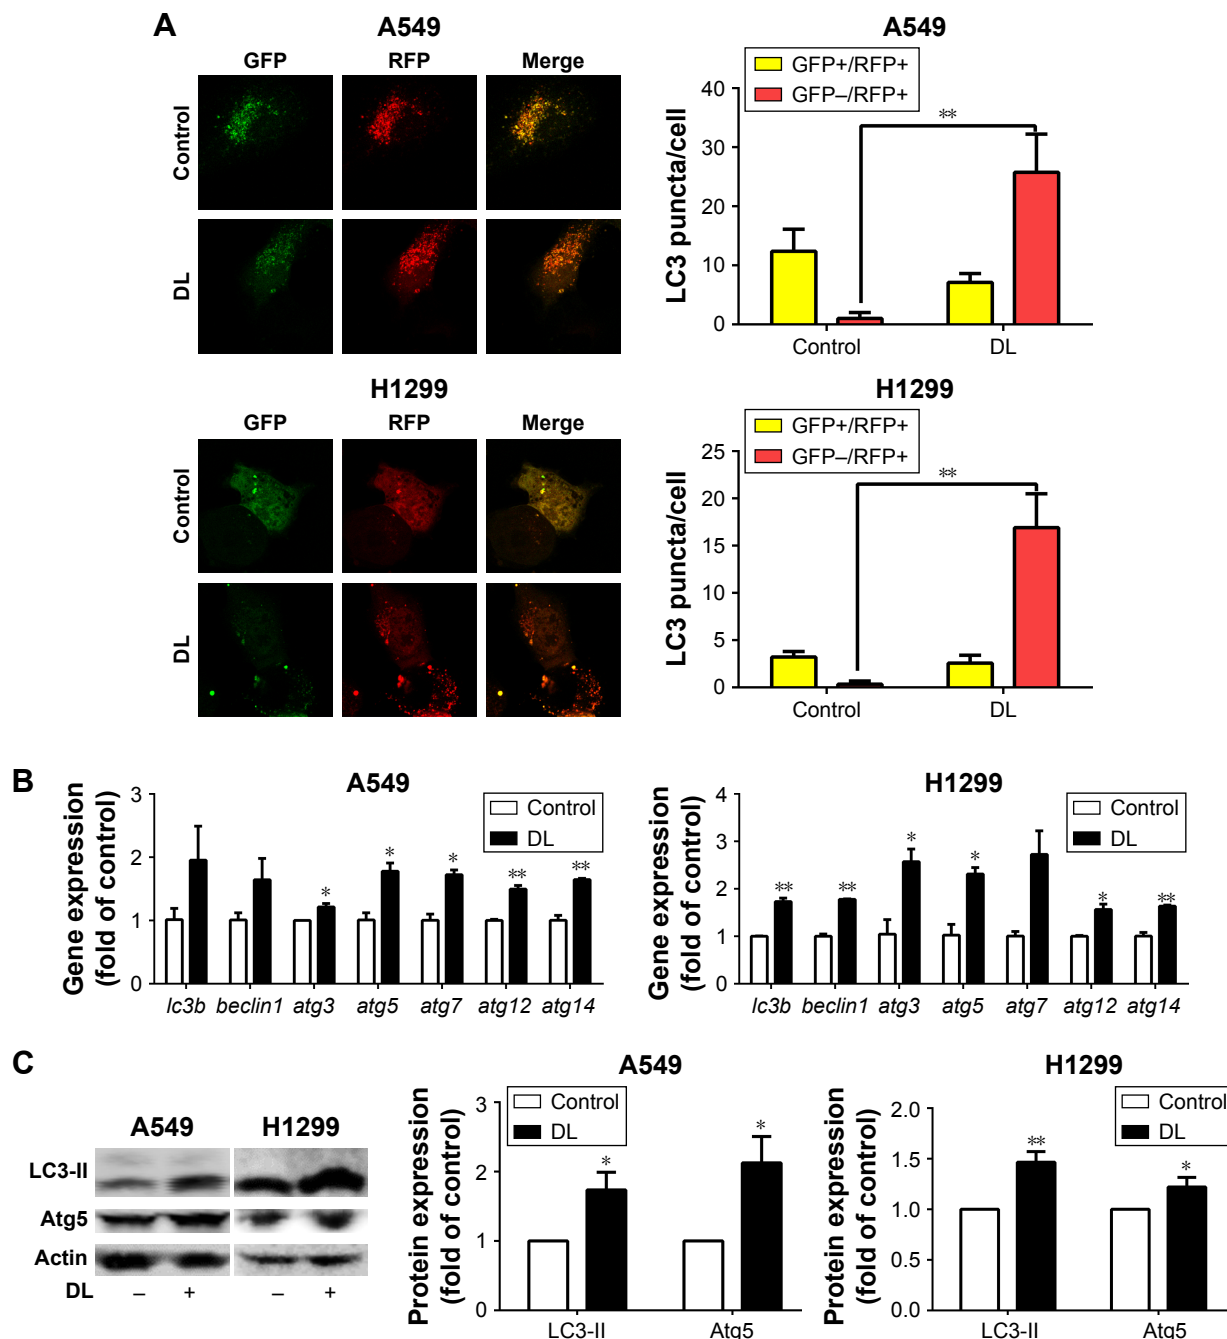 A
A549
GFP RFP Merge
Control
DL
A549
GFP+/RFP+
GFP–/RFP+
LC3 puncta/cell
40
30
20
10
0
**
Control DL
H1299
GFP RFP Merge
Control
DL
H1299
GFP+/RFP+
GFP–/RFP+
LC3 puncta/cell
25
20
15
10
5
0
**
Control DL
B
A549
Gene expression
(fold of control)
3
2
1
0
Control
DL
* * * ** **
lc3b beclin1 atg3 atg5 atg7 atg12 atg14
H1299
Gene expression
(fold of control)
4
3
2
1
0
Control
DL
** ** * * * **
lc3b beclin1 atg3 atg5 atg7 atg12 atg14
C
A549 H1299
LC3-II
Atg5
Actin
DL – + – +
A549
Protein expression
(fold of control)
3
2
1
0
Control
DL
* *
LC3-II Atg5
H1299
Protein expression
(fold of control)
2.0
1.5
1.0
0.5
0.0
Control
DL
** *
LC3-II Atg5